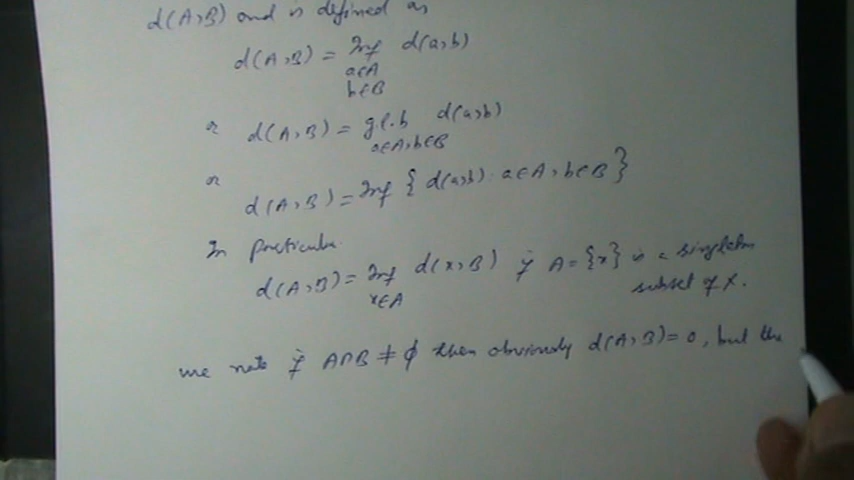 d(A,B) and is defined as
d(A,B) = Inf d(a,b)
a∈A
b∈B
or d(A,B) = g.l.b d(a,b)
a∈A, b∈B
or
d(A,B) = Inf { d(a,b) : a∈A, b∈B }
In particular
d(A,B) = Inf d(x,B) if A = {x} is a singleton
x∈A subset of X.
we note if A∩B ≠ ϕ then obviously d(A,B) = 0, but the